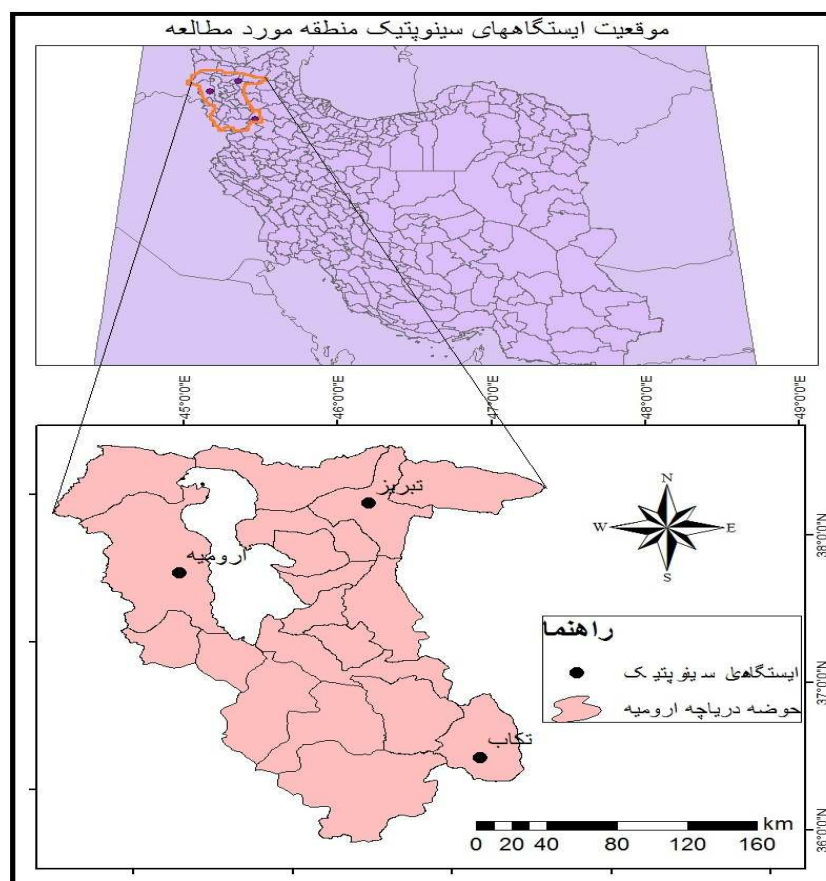 موقعیت ایستگاههای سینوپتیک منطقه مورد مطالعه
45°0'0"E
46°0'0"E
47°0'0"E
48°0'0"E
49°0'0"E
تبریز
ارومیه
تکاب
N
W
E
S
38°0'0"N
37°0'0"N
36°0'0"N
راهنما
ایستگاهی سینوپتیک
حوضه دریاچه ارومیه
km
0 20 40 80 120 160